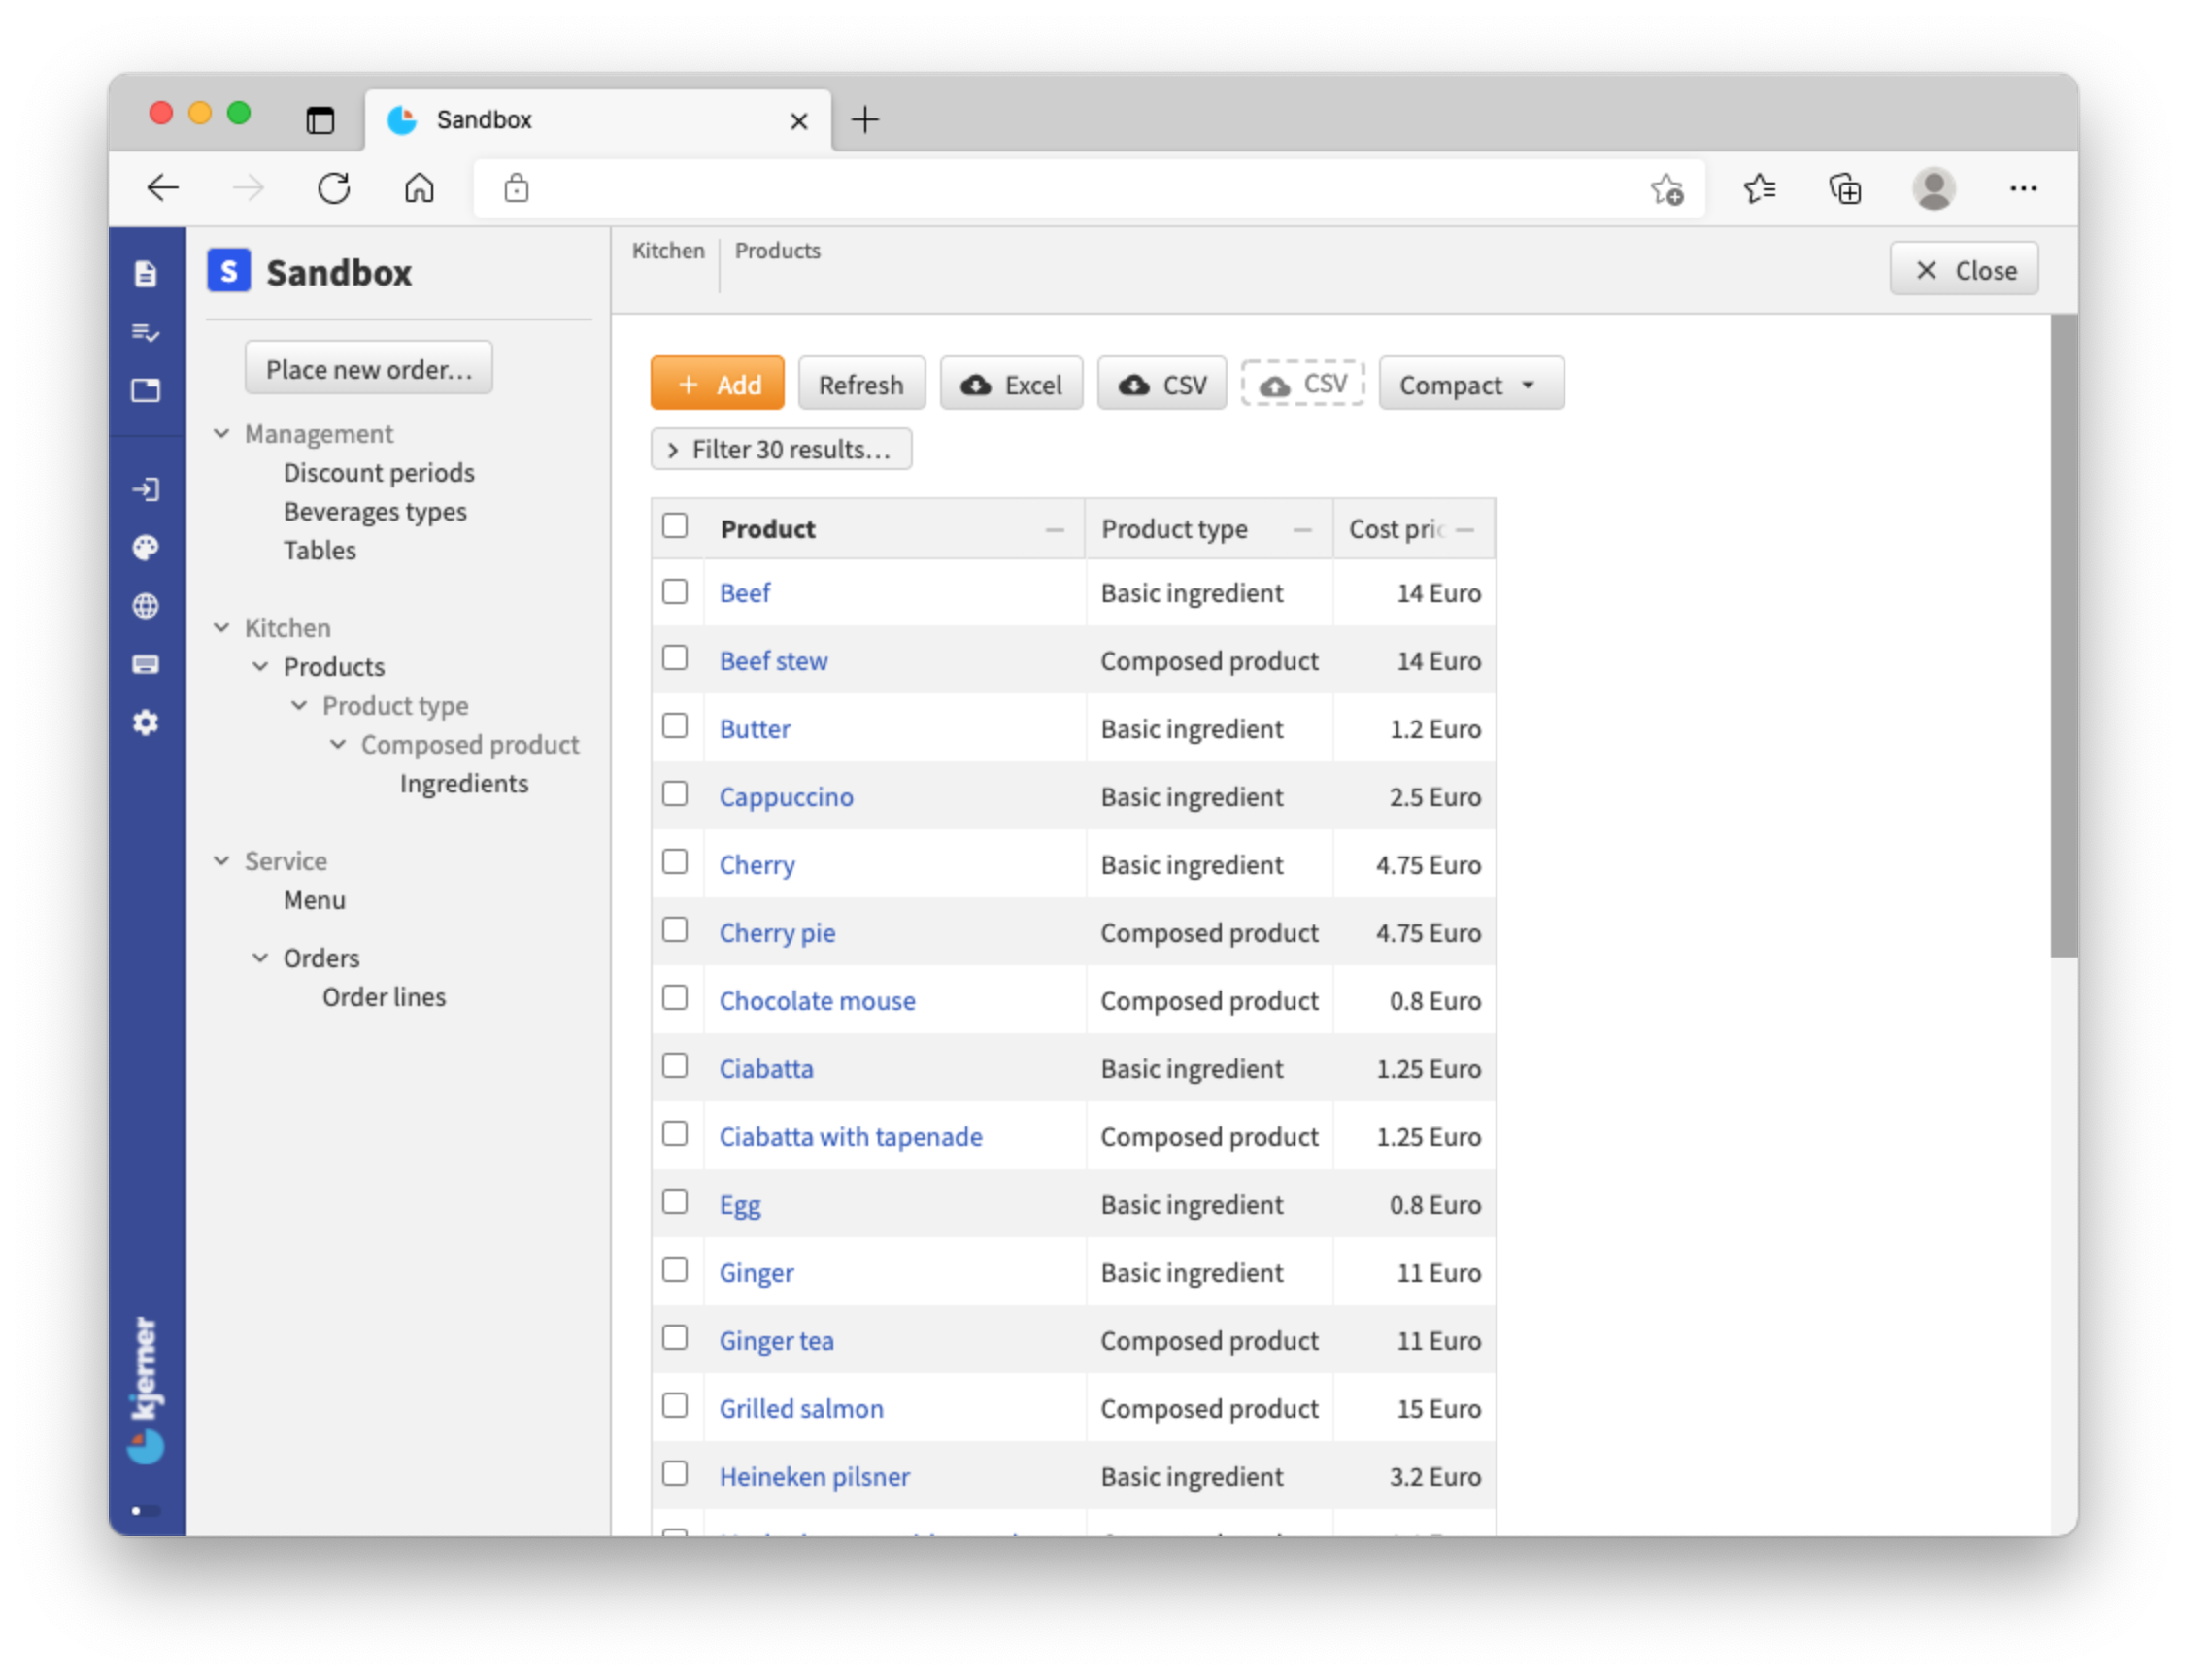 Sandbox
S Sandbox
Kitchen Products
Close
Place new order...
Management
Discount periods
Beverages types
Tables
Kitchen
Products
Product type
Composed product
Ingredients
Service
Menu
Orders
Order lines
kjerner
+ Add Refresh Excel CSV CSV Compact
Filter 30 results...
Product Product type Cost pric
Beef Basic ingredient 14 Euro
Beef stew Composed product 14 Euro
Butter Basic ingredient 1.2 Euro
Cappuccino Basic ingredient 2.5 Euro
Cherry Basic ingredient 4.75 Euro
Cherry pie Composed product 4.75 Euro
Chocolate mouse Composed product 0.8 Euro
Ciabatta Basic ingredient 1.25 Euro
Ciabatta with tapenade Composed product 1.25 Euro
Egg Basic ingredient 0.8 Euro
Ginger Basic ingredient 11 Euro
Ginger tea Composed product 11 Euro
Grilled salmon Composed product 15 Euro
Heineken pilsner Basic ingredient 3.2 Euro